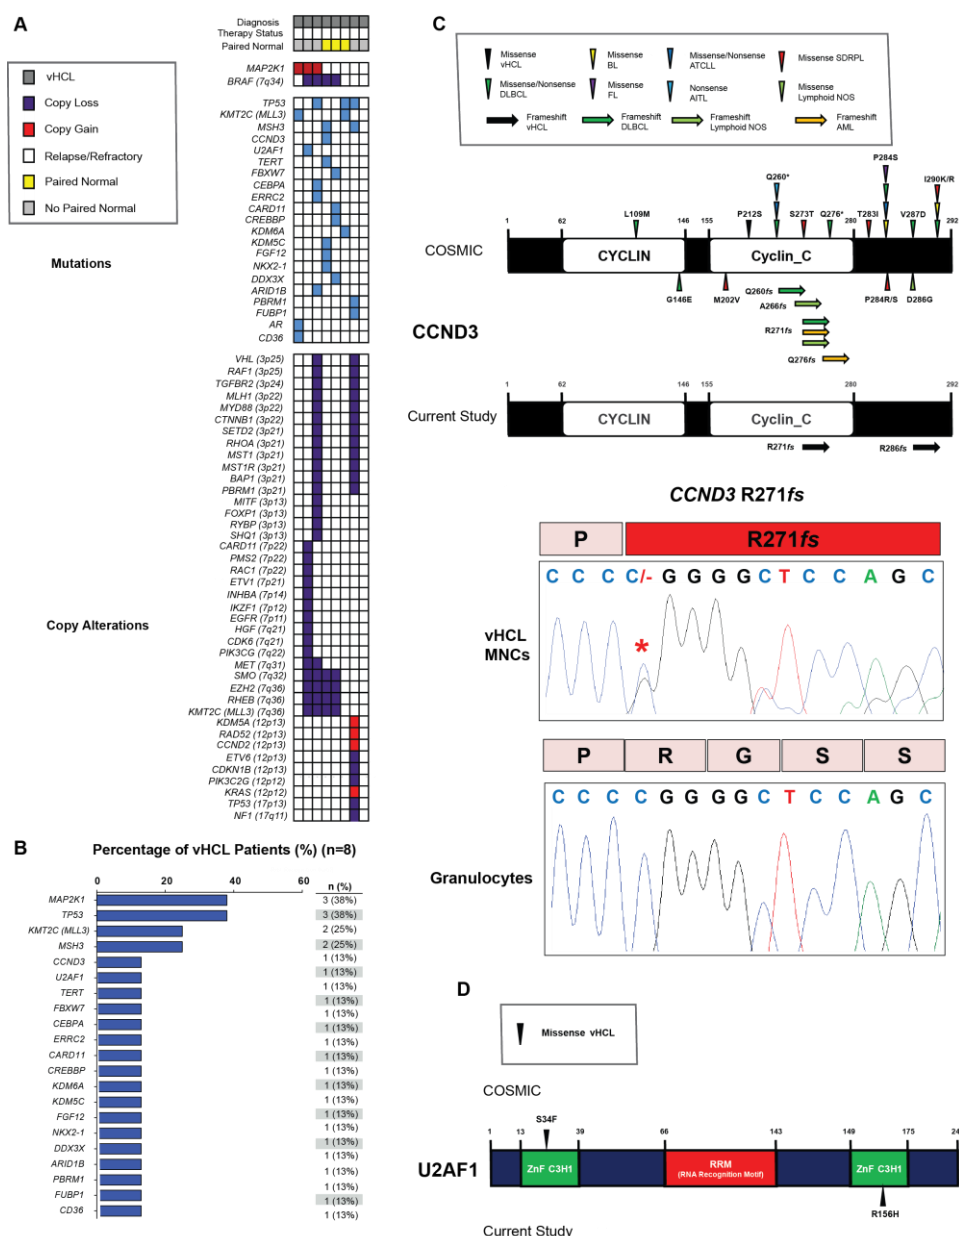 A
Diagnosis
Therapy Status
Paired Normal
vHCL
Copy Loss
Copy Gain
Relapse/Refractory
Paired Normal
No Paired Normal
MAP2K1
BRAF (7q34)
Mutations
TP53
KMT2C (MLL3)
MSH3
CCND3
U2AF1
TERT
FBXW7
CEBPA
ERRC2
CARD11
CREBBP
KDM6A
KDM5C
FGF12
NKX2-1
DDX3X
ARID1B
PBRM1
FUBP1
AR
CD36
Copy Alterations
VHL (3p25)
RAF1 (3p25)
TGFBR2 (3p24)
MLH1 (3p22)
MYD88 (3p22)
CTNNB1 (3p22)
SETD2 (3p21)
RHOA (3p21)
MST1 (3p21)
MST1R (3p21)
BAP1 (3p21)
PBRM1 (3p21)
MITF (3p13)
FOXP1 (3p13)
RYBP (3p13)
SHQ1 (3p13)
CARD11 (7p22)
PMS2 (7p22)
RAC1 (7p22)
ETV1 (7p21)
INHBA (7p14)
IKZF1 (7p12)
EGFR (7p11)
HGF (7q21)
CDK6 (7q21)
PIK3CG (7q22)
MET (7q31)
SMO (7q32)
EZH2 (7q36)
RHEB (7q36)
KMT2C (MLL3) (7q36)
KDM5A (12p13)
RAD52 (12p13)
CCND2 (12p13)
ETV6 (12p13)
CDKN1B (12p13)
PIK3C2G (12p12)
KRAS (12p12)
TP53 (17p13)
NF1 (17q11)
B
Percentage of vHCL Patients (%) (n=8)
0 20 40 60
n (%)
MAP2K1 3 (38%)
TP53 3 (38%)
KMT2C (MLL3) 2 (25%)
MSH3 2 (25%)
CCND3 1 (13%)
U2AF1 1 (13%)
TERT 1 (13%)
FBXW7 1 (13%)
CEBPA 1 (13%)
ERRC2 1 (13%)
CARD11 1 (13%)
CREBBP 1 (13%)
KDM6A 1 (13%)
KDM5C 1 (13%)
FGF12 1 (13%)
NKX2-1 1 (13%)
DDX3X 1 (13%)
ARID1B 1 (13%)
PBRM1 1 (13%)
FUBP1 1 (13%)
CD36 1 (13%)
1 (13%)
C
Missense vHCL
Missense BL
Missense/Nonsense ATCLL
Missense SDRPL
Missense/Nonsense DLBCL
Missense FL
Nonsense AITL
Missense Lymphoid NOS
Frameshift vHCL
Frameshift DLBCL
Frameshift Lymphoid NOS
Frameshift AML
P284S
Q260*
I290K/R
L109M
P212S
S273T
Q276*
T283I
V287D
1 62 146 155 280 292
COSMIC
CYCLIN
Cyclin_C
G146E
M202V
Q260fs
P284R/S
D286G
A266fs
R271fs
Q276fs
CCND3
1 62 146 155 280 292
Current Study
CYCLIN
Cyclin_C
R271fs
R286fs
CCND3 R271fs
P
R271fs
C C C C/- G G G G C T C C A G C
vHCL
MNCs
*
P R G S S
C C C C G G G G C T C C A G C
Granulocytes
D
Missense vHCL
COSMIC
S34F
1 13 39 66 143 149 175 24
U2AF1
ZnF C3H1
RRM
(RNA Recognition Motif)
ZnF C3H1
R156H
Current Study